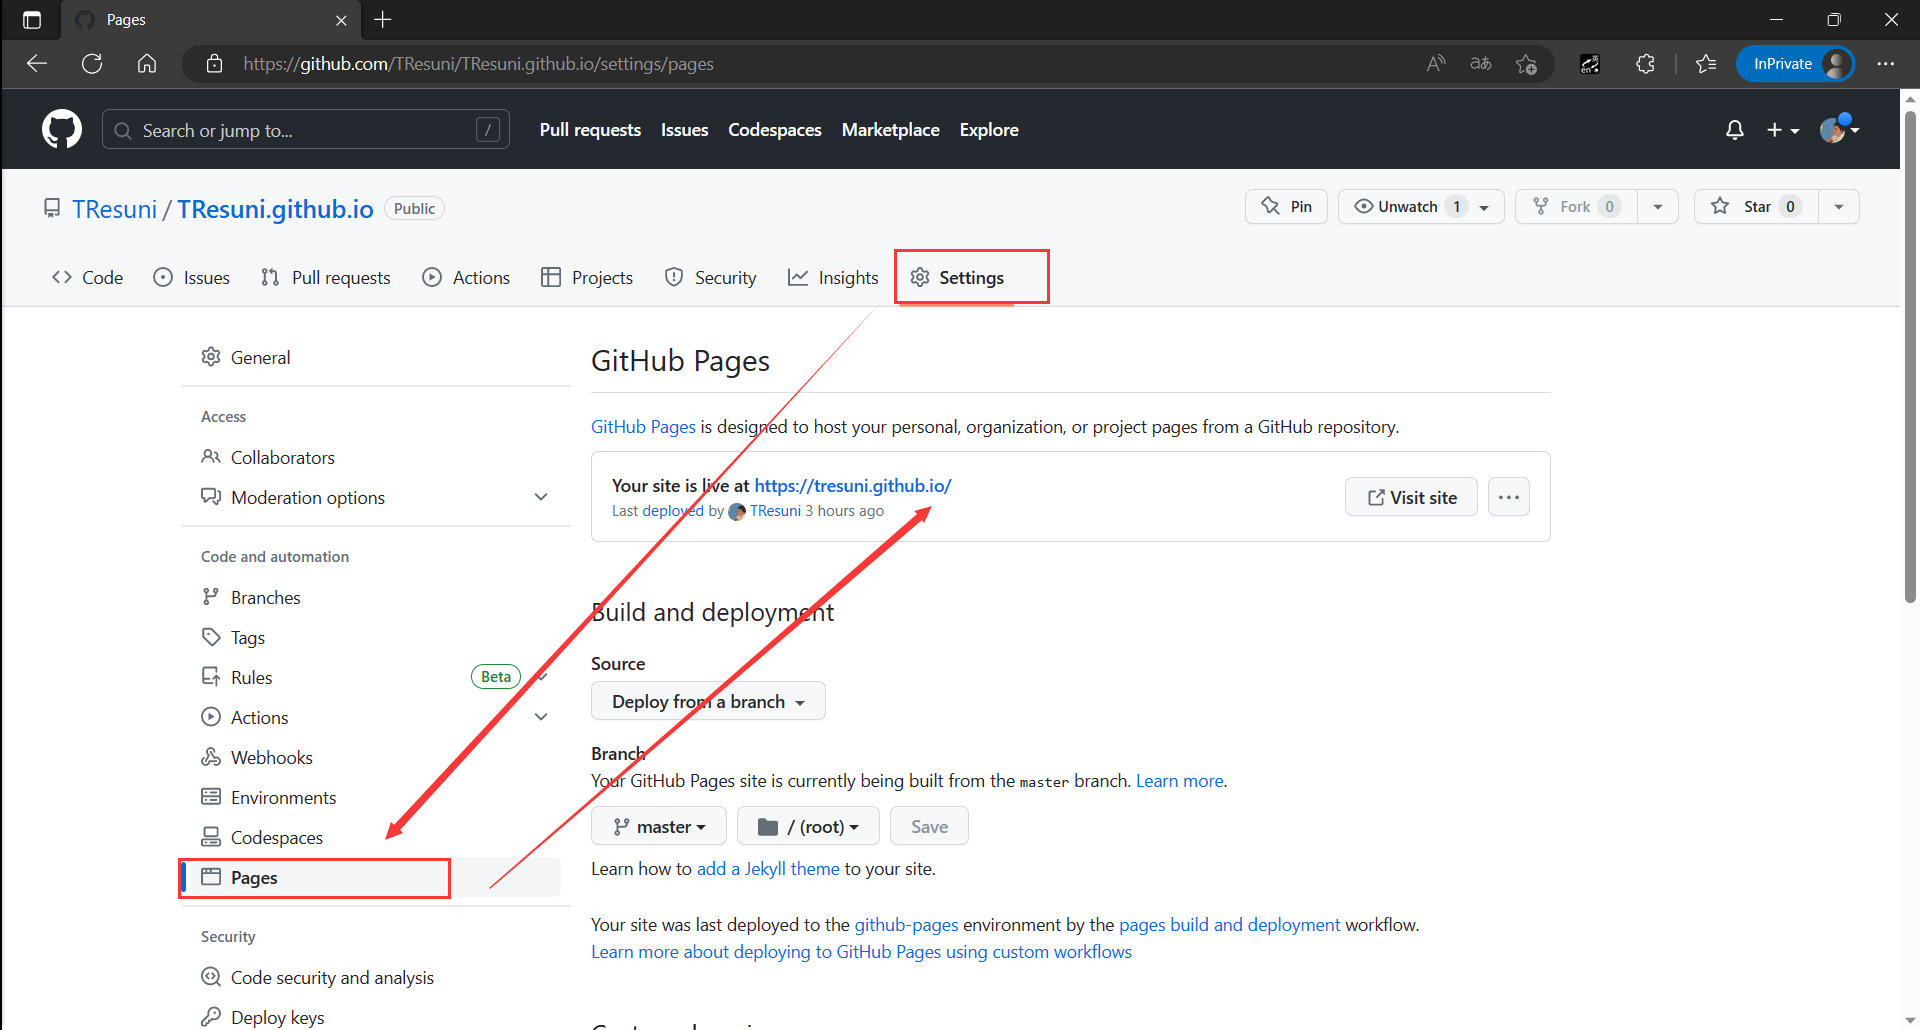 Pages
https://github.com/TResuni/TResuni.github.io/settings/pages
InPrivate
Search or jump to... /
Pull requests Issues Codespaces Marketplace Explore
TResuni / TResuni.github.io Public
Pin Unwatch 1 Fork 0 Star 0
Code Issues Pull requests Actions Projects Security Insights Settings
General
Access
Collaborators
Moderation options
Code and automation
Branches
Tags
Rules Beta
Actions
Webhooks
Environments
Codespaces
Pages
Security
Code security and analysis
Deploy keys
GitHub Pages
GitHub Pages is designed to host your personal, organization, or project pages from a GitHub repository.
Your site is live at https://tresuni.github.io/
Last deployed by TResuni 3 hours ago
Visit site
Build and deployment
Source
Deploy from a branch
Branch
Your GitHub Pages site is currently being built from the master branch. Learn more.
master / (root) Save
Learn how to add a Jekyll theme to your site.
Your site was last deployed to the github-pages environment by the pages build and deployment workflow.
Learn more about deploying to GitHub Pages using custom workflows